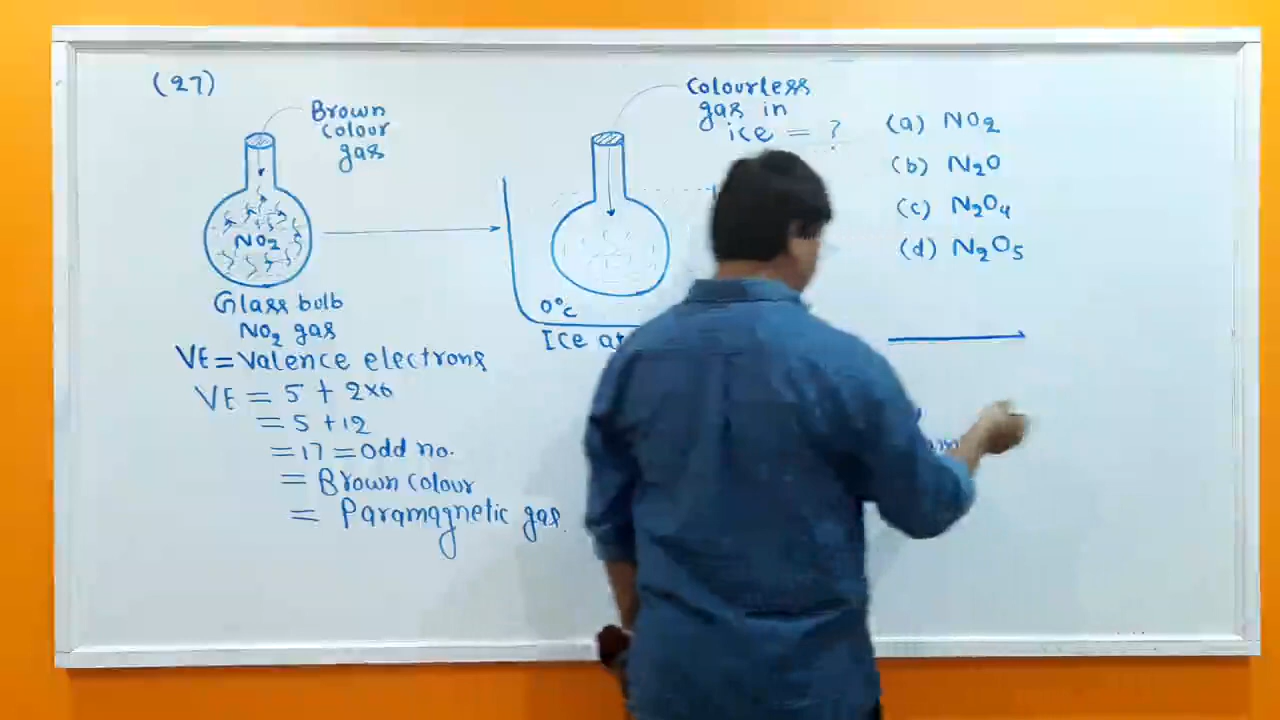 (27)
Brown
colour
gas
NO2
Glass bulb
NO2 gas
VE = Valence electrons
VE = 5 + 2x6
= 5 + 12
= 17 = Odd no.
= Brown colour
= Paramagnetic gas
Colourless
gas in
ice = ?
0°c
Ice at
(a) NO2
(b) N2O
(c) N2O4
(d) N2O5